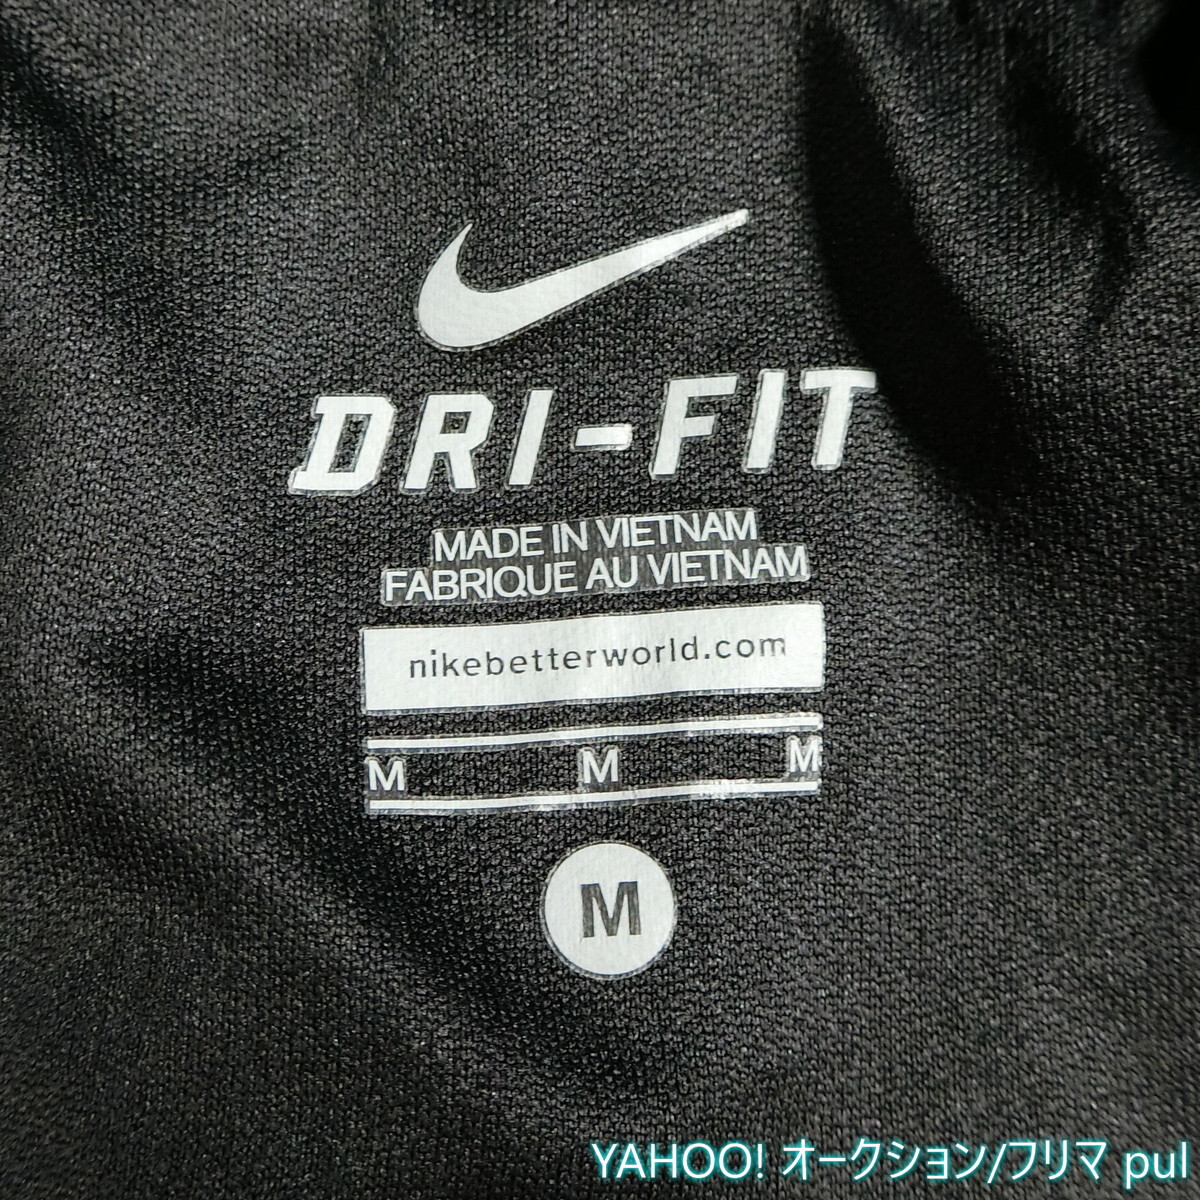 DRI-FIT
MADE IN VIETNAM
FABRIQUE AU VIETNAM
nikebetterworld.com
M M M
M
YAHOO! オークション/フリマ pul